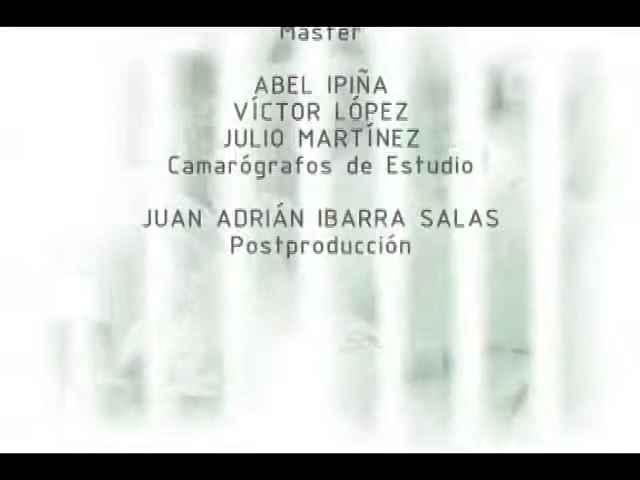 Master
ABEL IPIÑA
VÍCTOR LÓPEZ
JULIO MARTÍNEZ
Camarógrafos de Estudio
JUAN ADRIÁN IBARRA SALAS
Postproducción